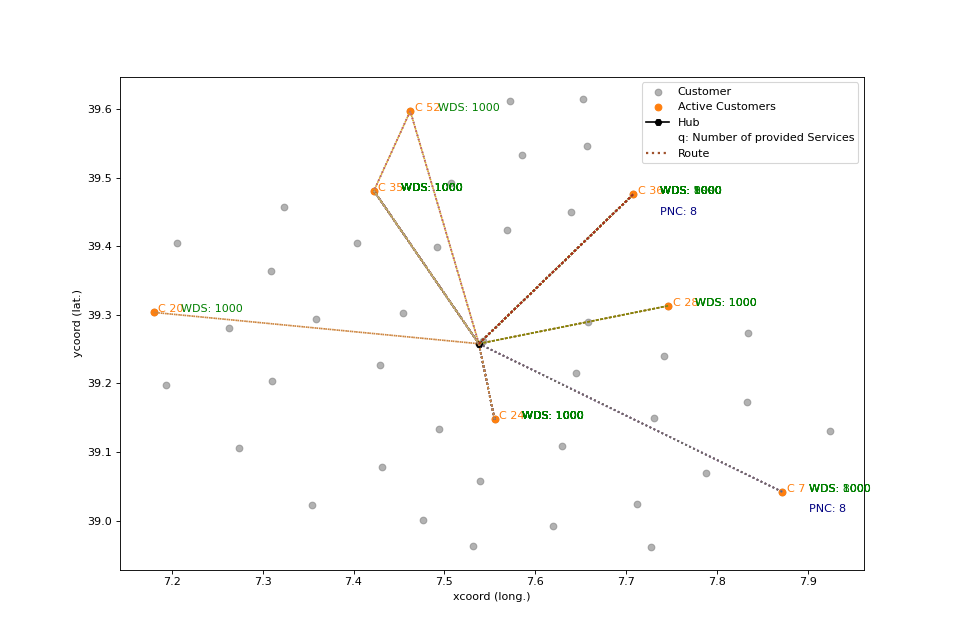 Customer
Active Customers
Hub
q: Number of provided Services
Route
ycoord (lat.)
39.6
39.5
39.4
39.3
39.2
39.1
39.0
C 52
WDS: 1000
C 35
WDS: 1000
WDS:
PNC: 8
C 20
WDS: 1000
C 28
WDS: 1000
C 24
WDS: 1000
C 7
WDS:
PNC: 8
7.2
7.3
7.4
7.5
7.6
7.7
7.8
7.9
xcoord (long.)